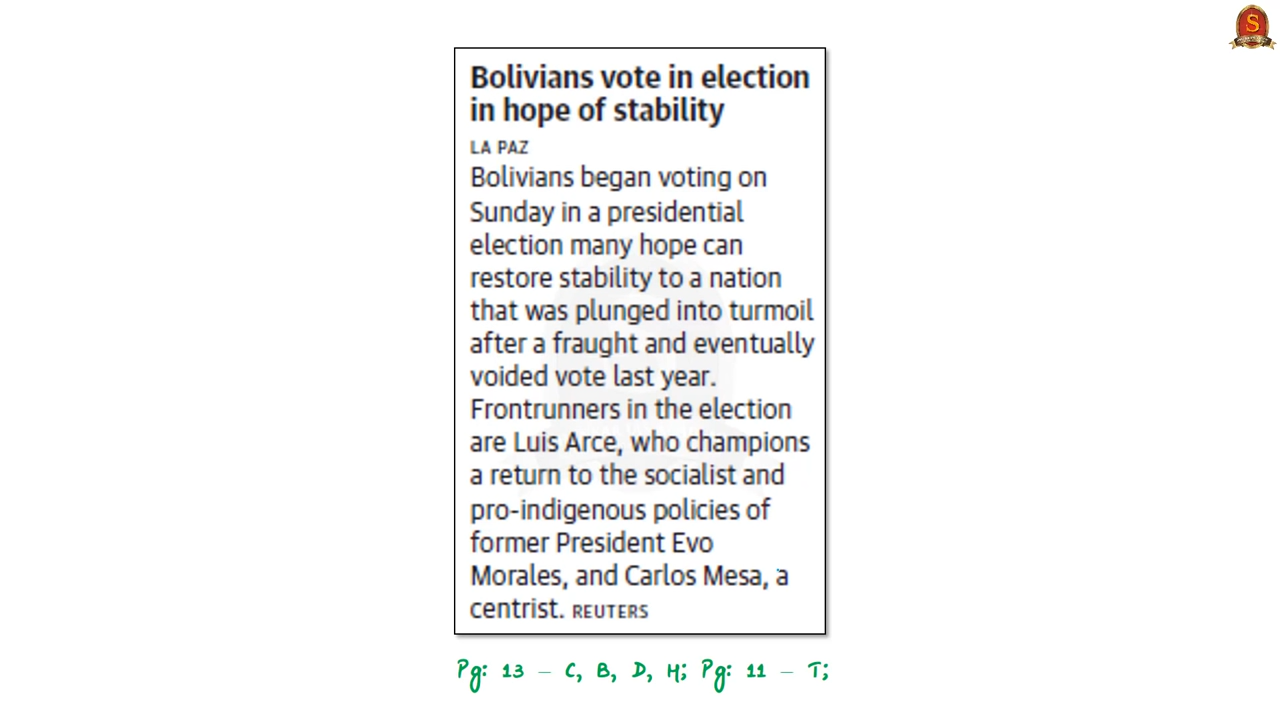 S
Bolivians vote in election
in hope of stability
LA PAZ
Bolivians began voting on
Sunday in a presidential
election many hope can
restore stability to a nation
that was plunged into turmoil
after a fraught and eventually
voided vote last year.
Frontrunners in the election
are Luis Arce, who champions
a return to the socialist and
pro-indigenous policies of
former President Evo
Morales, and Carlos Mesa, a
centrist. REUTERS
Pg: 13 – C, B, D, H; Pg: 11 – T;